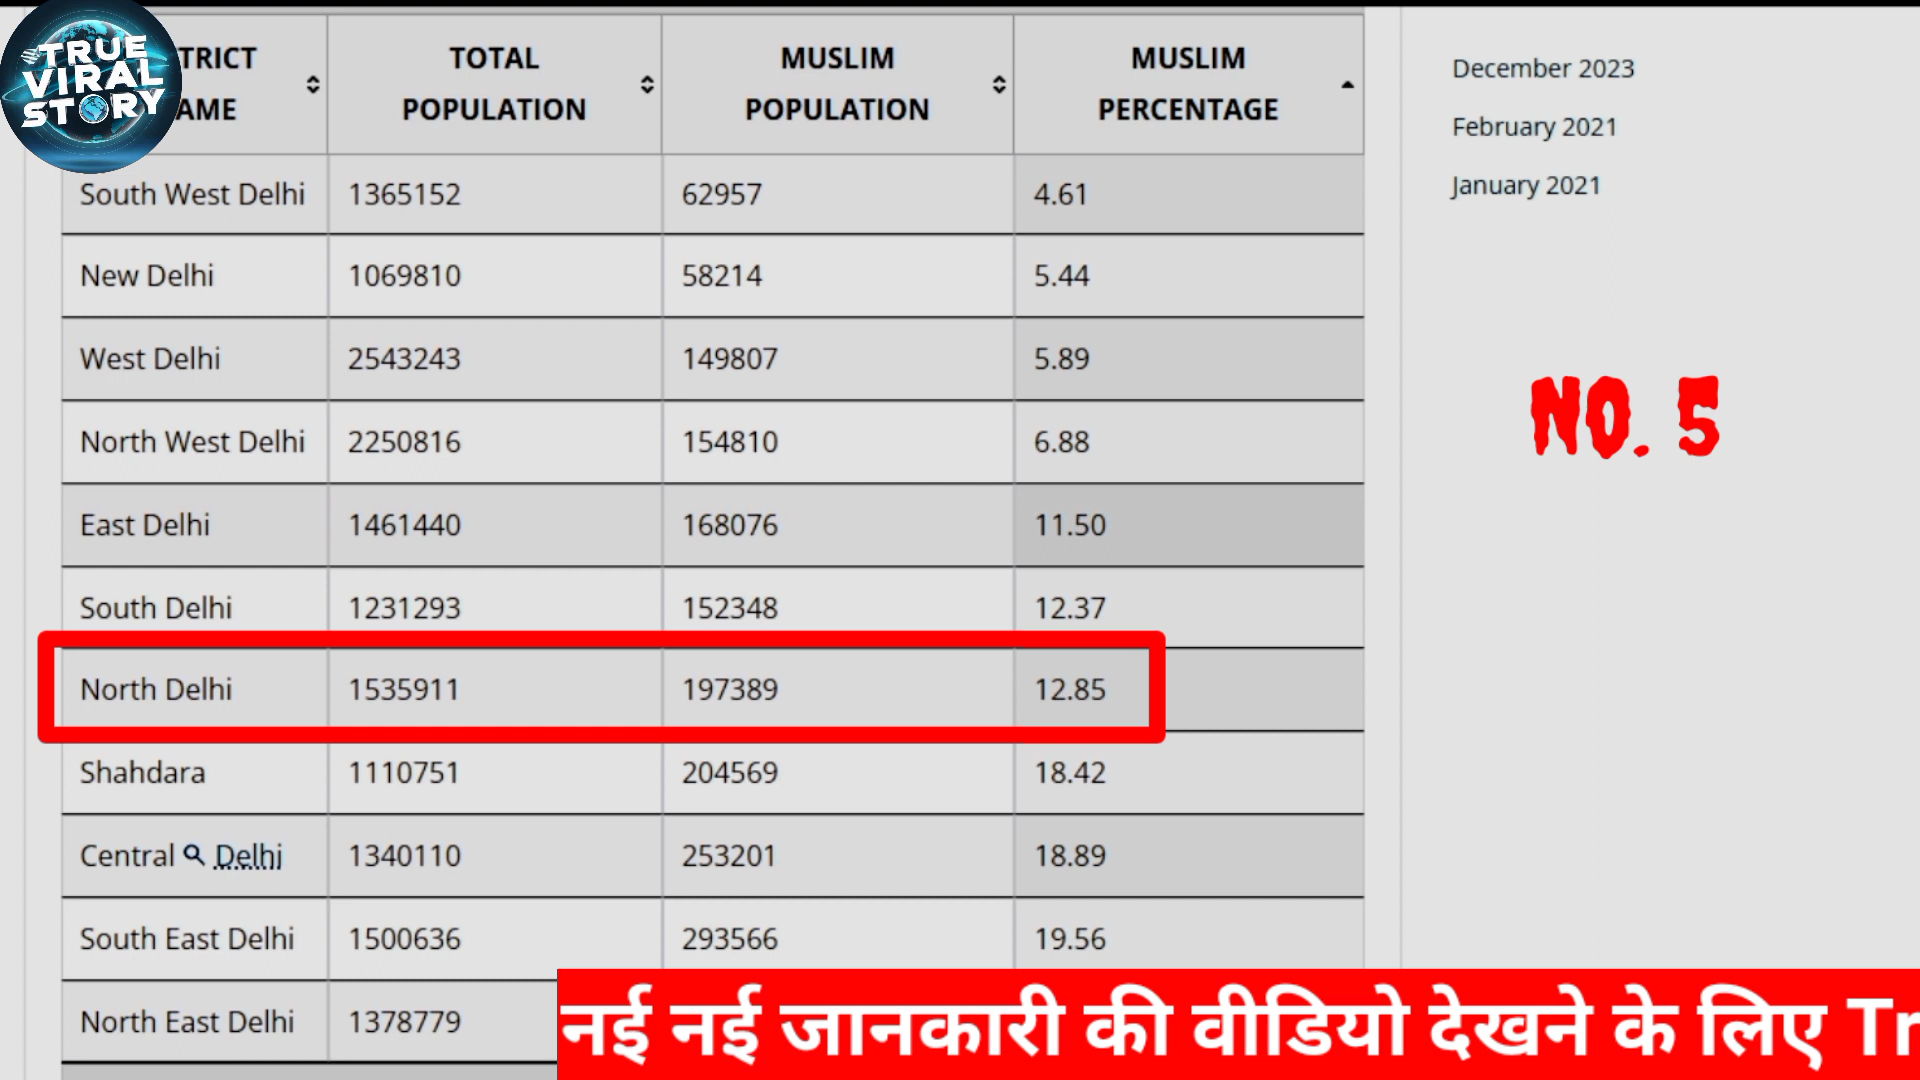 TRUE
VIRAL
STORY
TRICT AME
TOTAL POPULATION
MUSLIM POPULATION
MUSLIM PERCENTAGE
South West Delhi 1365152 62957 4.61
New Delhi 1069810 58214 5.44
West Delhi 2543243 149807 5.89
North West Delhi 2250816 154810 6.88
East Delhi 1461440 168076 11.50
South Delhi 1231293 152348 12.37
North Delhi 1535911 197389 12.85
Shahdara 1110751 204569 18.42
Central Delhi 1340110 253201 18.89
South East Delhi 1500636 293566 19.56
North East Delhi 1378779
December 2023
February 2021
January 2021
NO. 5
नई नई जानकारी की वीडियो देखने के लिए Tr